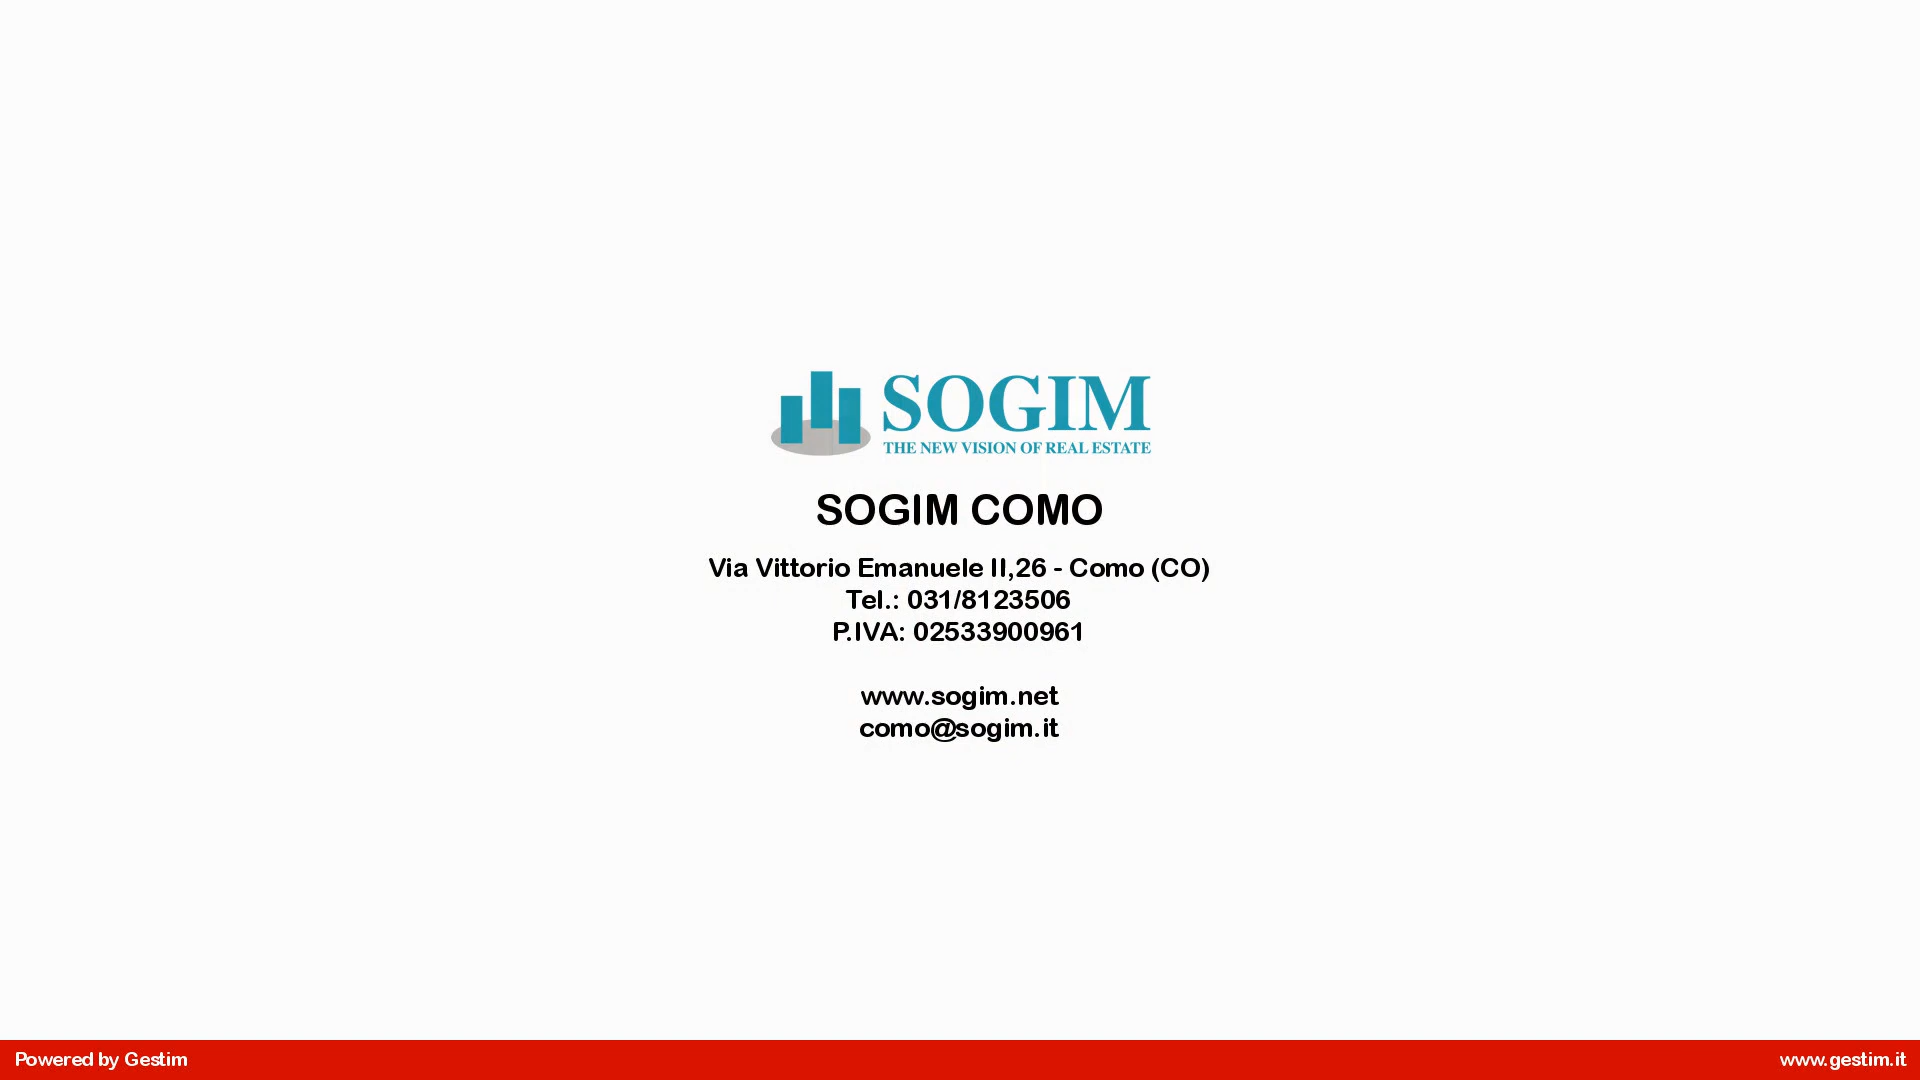 SOGIM
THE NEW VISION OF REAL ESTATE
SOGIM COMO
Via Vittorio Emanuele II,26 - Como (CO)
Tel.: 031/8123506
P.IVA: 02533900961
www.sogim.net
como@sogim.it
Powered by Gestim
www.gestim.it